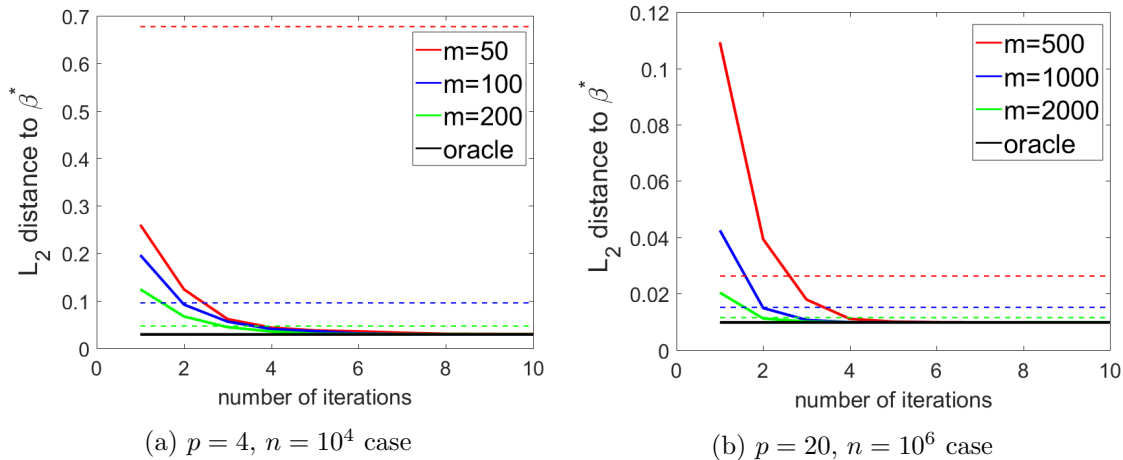 0.7
0.6
0.5
0.4
0.3
0.2
0.1
0
L2 distance to β*
m=50
m=100
m=200
oracle
0 2 4 6 8 10
number of iterations
(a) p = 4, n = 10^4 case
0.12
0.1
0.08
0.06
0.04
0.02
0
L2 distance to β*
m=500
m=1000
m=2000
oracle
0 2 4 6 8 10
number of iterations
(b) p = 20, n = 10^6 case